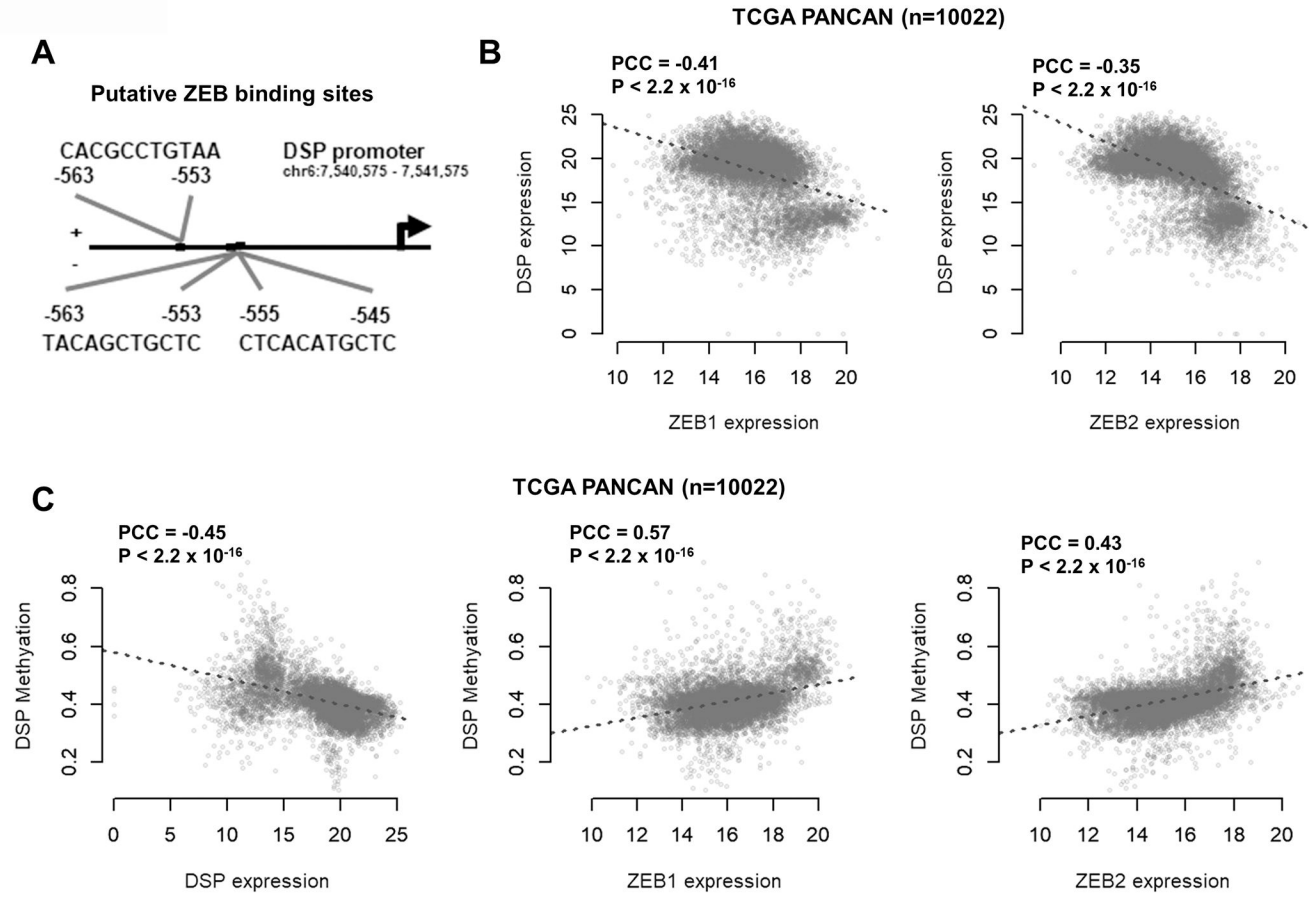 A
Putative ZEB binding sites
CACGCCTGTAA
-563 -553
DSP promoter
chr6:7,540,575 - 7,541,575
+
-
-563 -553 -555 -545
TACAGCTGCTC CTCACATGCTC
TCGA PANCAN (n=10022)
B
PCC = -0.41
P < 2.2 x 10-16
DSP expression
0 5 10 15 20 25
10 12 14 16 18 20
ZEB1 expression
PCC = -0.35
P < 2.2 x 10-16
DSP expression
0 5 10 15 20 25
10 12 14 16 18 20
ZEB2 expression
C
TCGA PANCAN (n=10022)
PCC = -0.45
P < 2.2 x 10-16
DSP Methyation
0.2 0.4 0.6 0.8
0 5 10 15 20 25
DSP expression
PCC = 0.57
P < 2.2 x 10-16
DSP Methyation
0.2 0.4 0.6 0.8
10 12 14 16 18 20
ZEB1 expression
PCC = 0.43
P < 2.2 x 10-16
DSP Methyation
0.2 0.4 0.6 0.8
10 12 14 16 18 20
ZEB2 expression